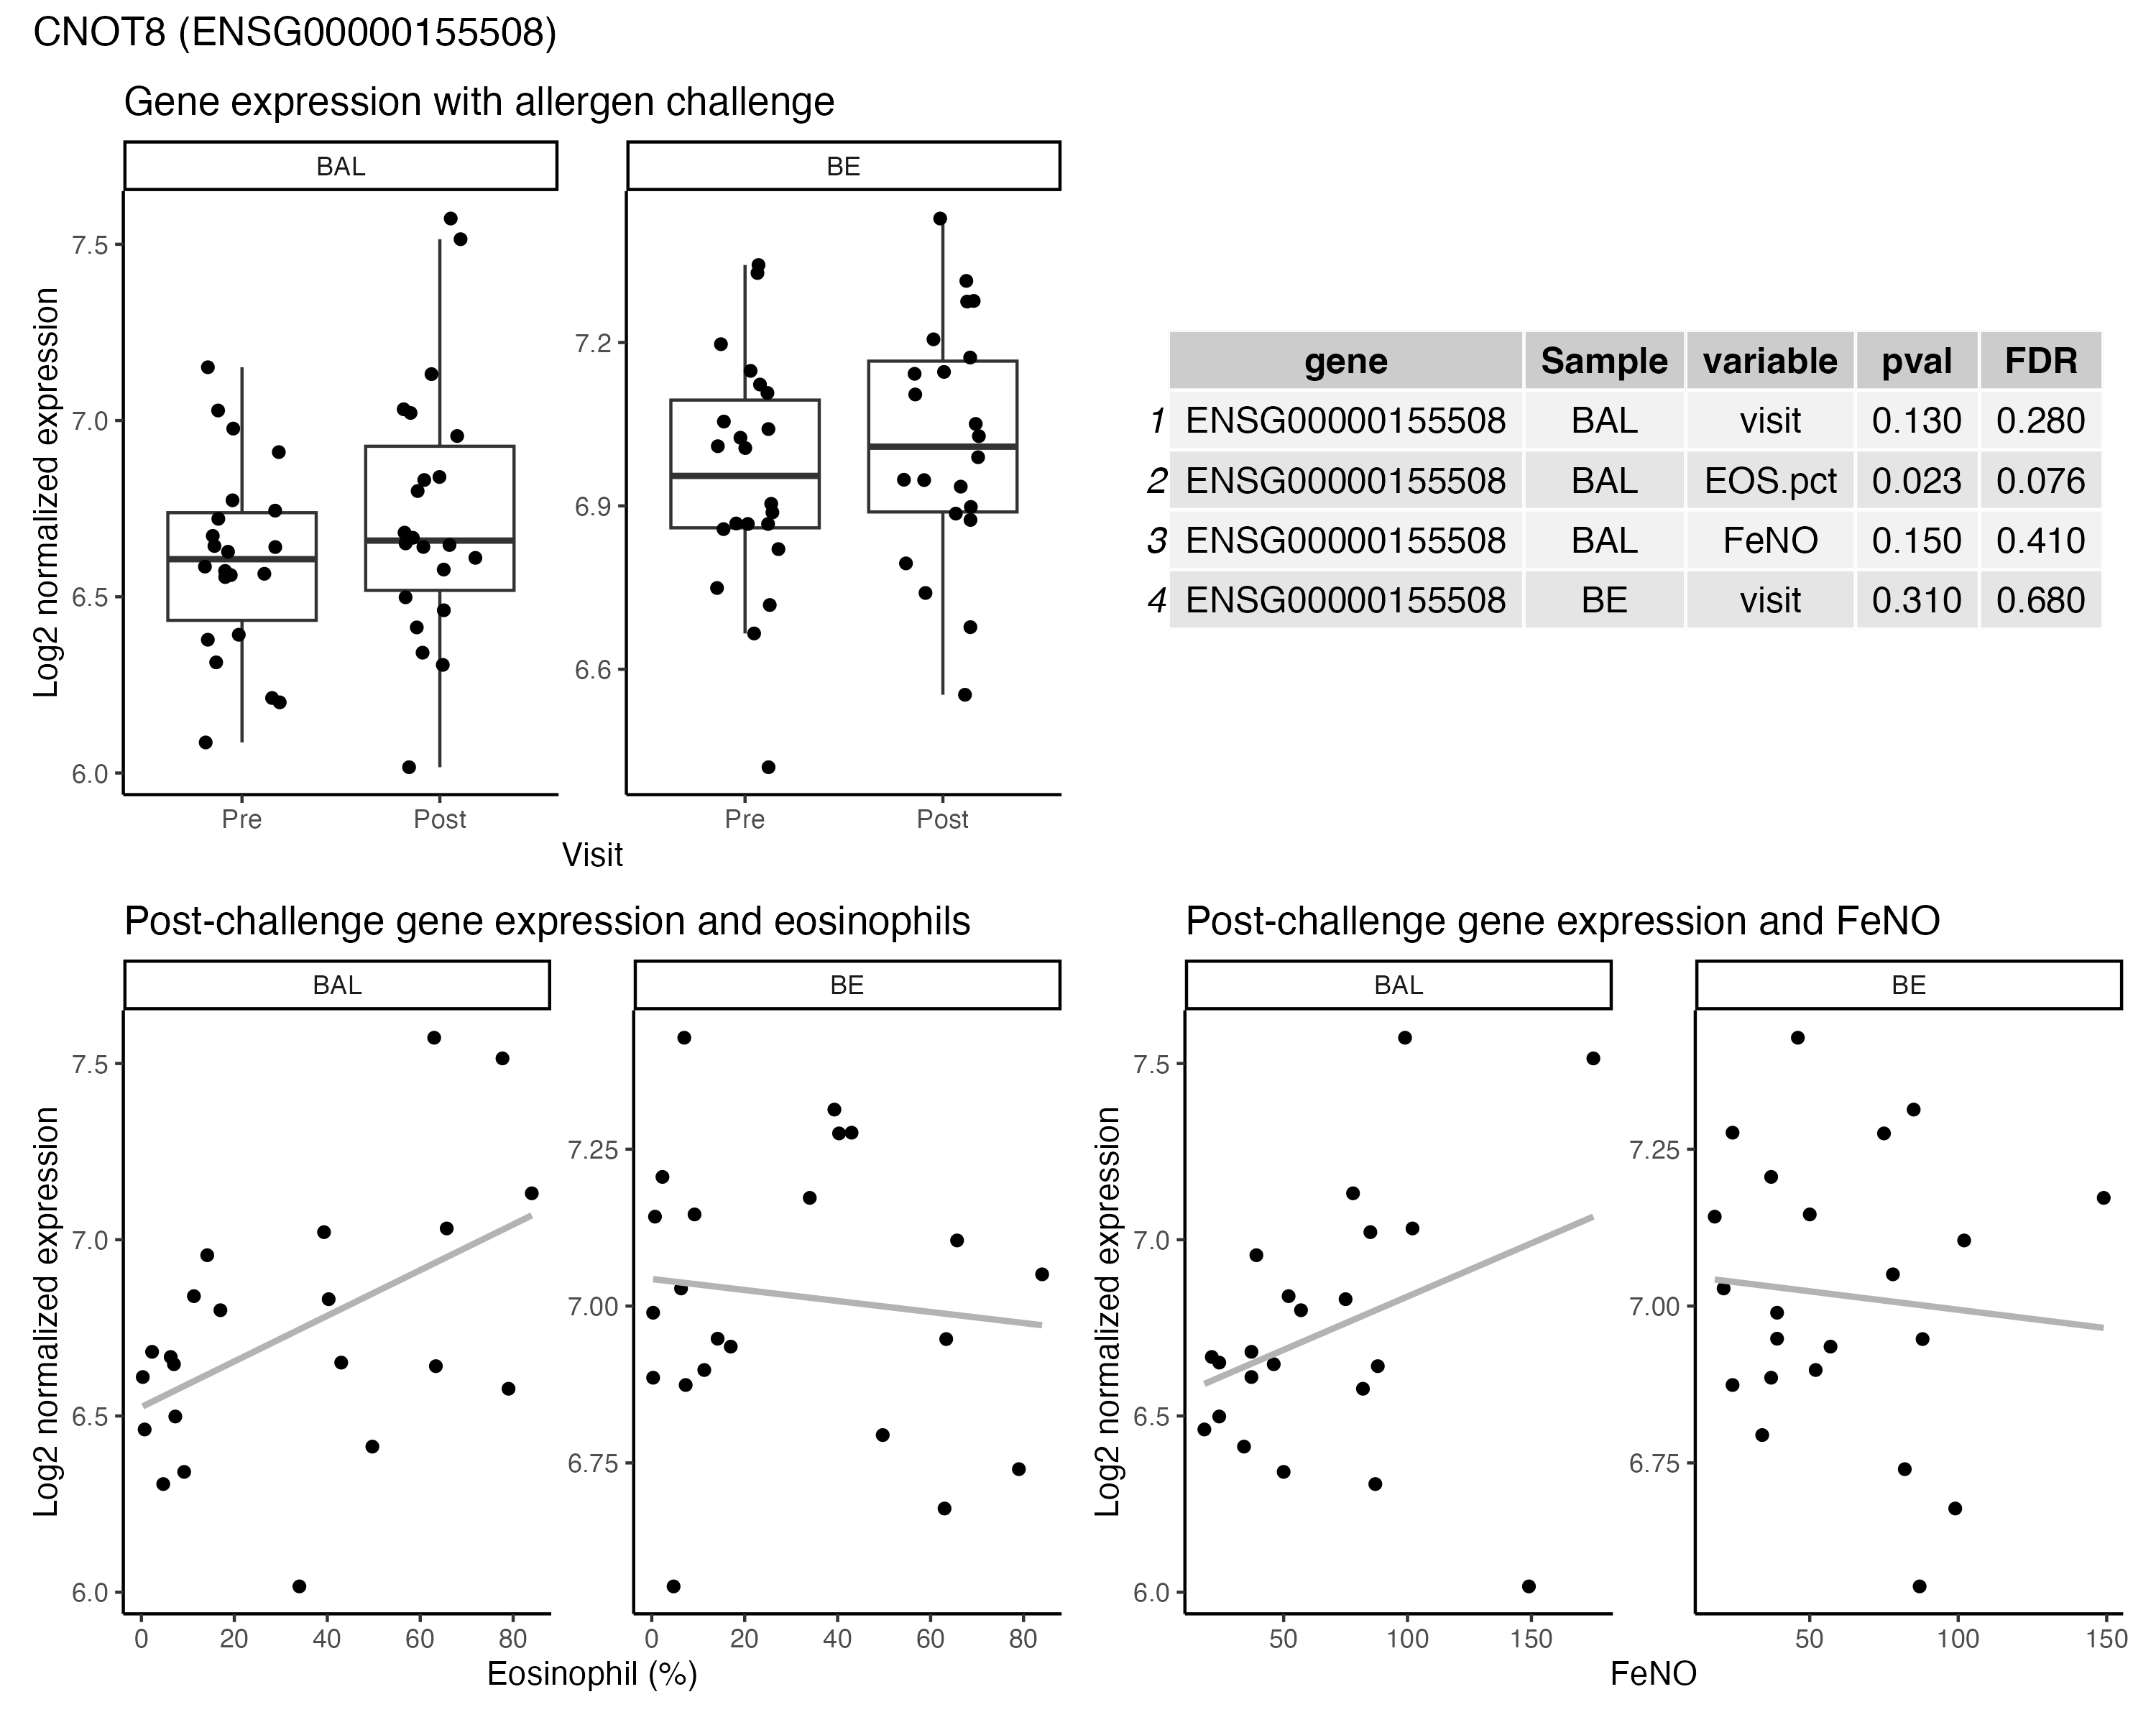 CNOT8 (ENSG00000155508)
Gene expression with allergen challenge
BAL
BE
Log2 normalized expression
7.5
7.0
6.5
6.0
7.2
6.9
6.6
Pre
Post
Pre
Post
Visit
gene Sample variable pval FDR
1 ENSG00000155508 BAL visit 0.130 0.280
2 ENSG00000155508 BAL EOS.pct 0.023 0.076
3 ENSG00000155508 BAL FeNO 0.150 0.410
4 ENSG00000155508 BE visit 0.310 0.680
Post-challenge gene expression and eosinophils
BAL
BE
Log2 normalized expression
7.5
7.0
6.5
6.0
7.25
7.00
6.75
0 20 40 60 80
0 20 40 60 80
Eosinophil (%)
Post-challenge gene expression and FeNO
BAL
BE
Log2 normalized expression
7.5
7.0
6.5
6.0
7.25
7.00
6.75
50 100 150
50 100 150
FeNO